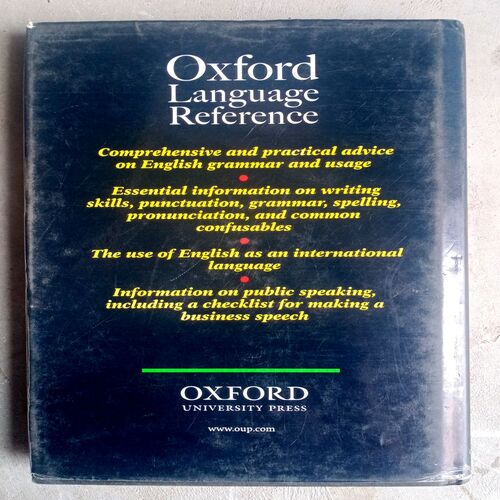 Oxford
Language
Reference
Comprehensive and practical advice
on English grammar and usage
Essential information on writing
skills, punctuation, grammar, spelling,
pronunciation, and common
confusables
The use of English as an international
language
Information on public speaking,
including a checklist for making a
business speech
OXFORD
UNIVERSITY PRESS
www.oup.com